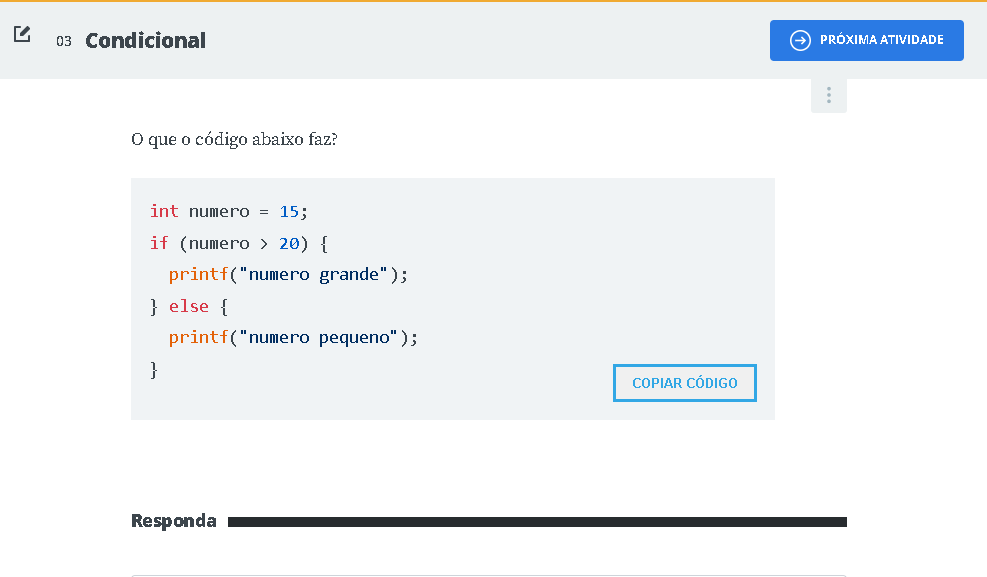 03 Condicional
PRÓXIMA ATIVIDADE
O que o código abaixo faz?
int numero = 15;
if (numero > 20) {
  printf("numero grande");
} else {
  printf("numero pequeno");
}
COPIAR CÓDIGO
Responda